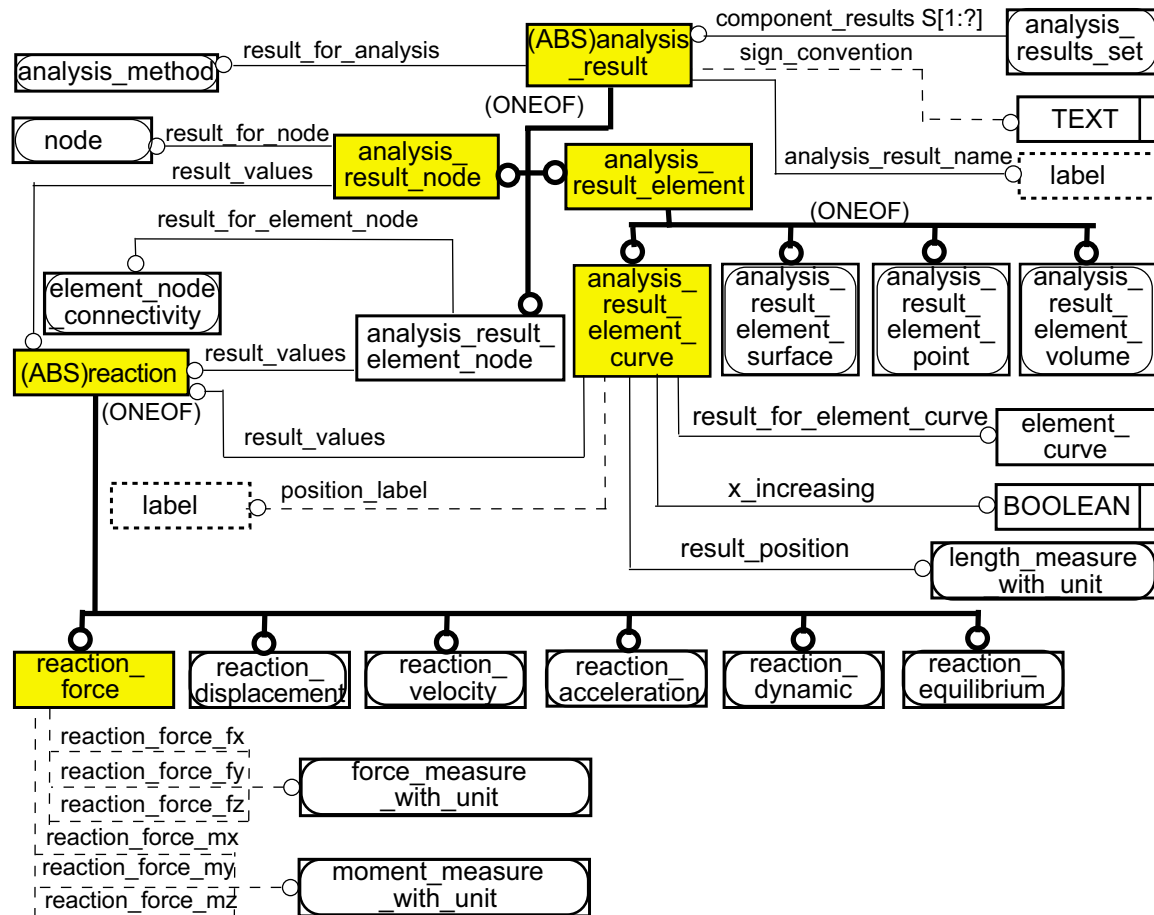 component_results S[1:?]
(ABS)analysis
_result
analysis_
results_set
result_for_analysis
analysis_method
sign_convention
(ONEOF)
TEXT
node
result_for_node
analysis_
result_node
analysis_
result_element
analysis_result_name
label
result_values
(ONEOF)
result_for_element_node
element_node
_connectivity
analysis_
result_
element_
curve
analysis_
result_
element_
surface
analysis_
result_
element_
point
analysis_
result_
element_
volume
analysis_result_
element_node
result_values
(ABS)reaction
(ONEOF)
result_values
result_for_element_curve
element_
curve
label
position_label
x_increasing
BOOLEAN
result_position
length_measure
_with_unit
reaction_
force
reaction_
displacement
reaction_
velocity
reaction_
acceleration
reaction_
dynamic
reaction_
equilibrium
reaction_force_fx
reaction_force_fy
reaction_force_fz
force_measure
_with_unit
reaction_force_mx
reaction_force_my
reaction_force_mz
moment_measure
_with_unit